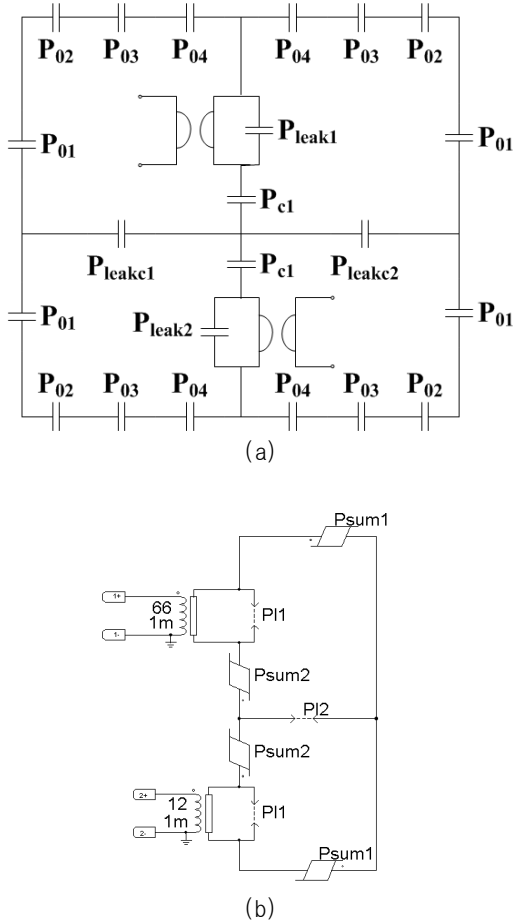 P02 P03 P04 P04 P03 P02
P01 Pleak1 P01
Pc1
Pleakc1 Pc1 Pleakc2
P01 Pleak2 P01
P02 P03 P04 P04 P03 P02
(a)
Psum1
1+
66 Pl1
1- 1m
Psum2
Pl2
Psum2
2+
12 Pl1
2- 1m
Psum1
(b)